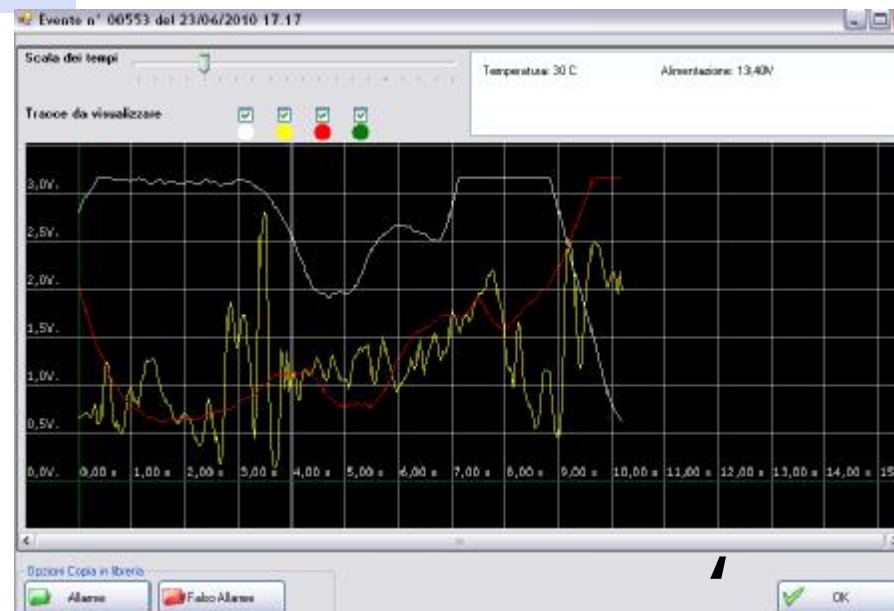 Evento n° 00553 del 23/06/2010 17.17
Scala dei tempi
Temperatura: 30 C Alimentazione: 13,40V
Tracce da visualizzare
3,0V.
2,5V.
2,0V.
1,5V.
1,0V.
0,5V.
0,0V. 0,00 s 1,00 s 2,00 s 3,00 s 4,00 s 5,00 s 6,00 s 7,00 s 8,00 s 9,00 s 10,00 s 11,00 s 12,00 s 13,00 s 14,00 s 15
Opzioni Copia in libreria
Allarme Falso Allarme OK